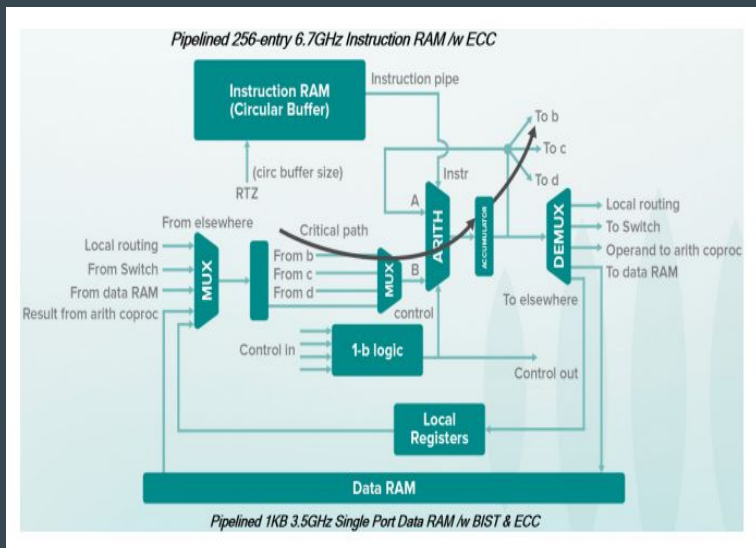 Pipelined 256-entry 6.7GHz Instruction RAM /w ECC
Instruction RAM
(Circular Buffer)
Instruction pipe
(circ buffer size)
RTZ
Instr
To b
To c
To d
A
From elsewhere
Critical path
Local routing
From Switch
From data RAM
Result from arith coproc
MUX
From b
From c
From d
MUX
B
ARITH
ACCUMULATOR
DEMUX
Local routing
To Switch
Operand to arith coproc
To data RAM
To elsewhere
control
Control in
1-b logic
Control out
Local
Registers
Data RAM
Pipelined 1KB 3.5GHz Single Port Data RAM /w BIST & ECC